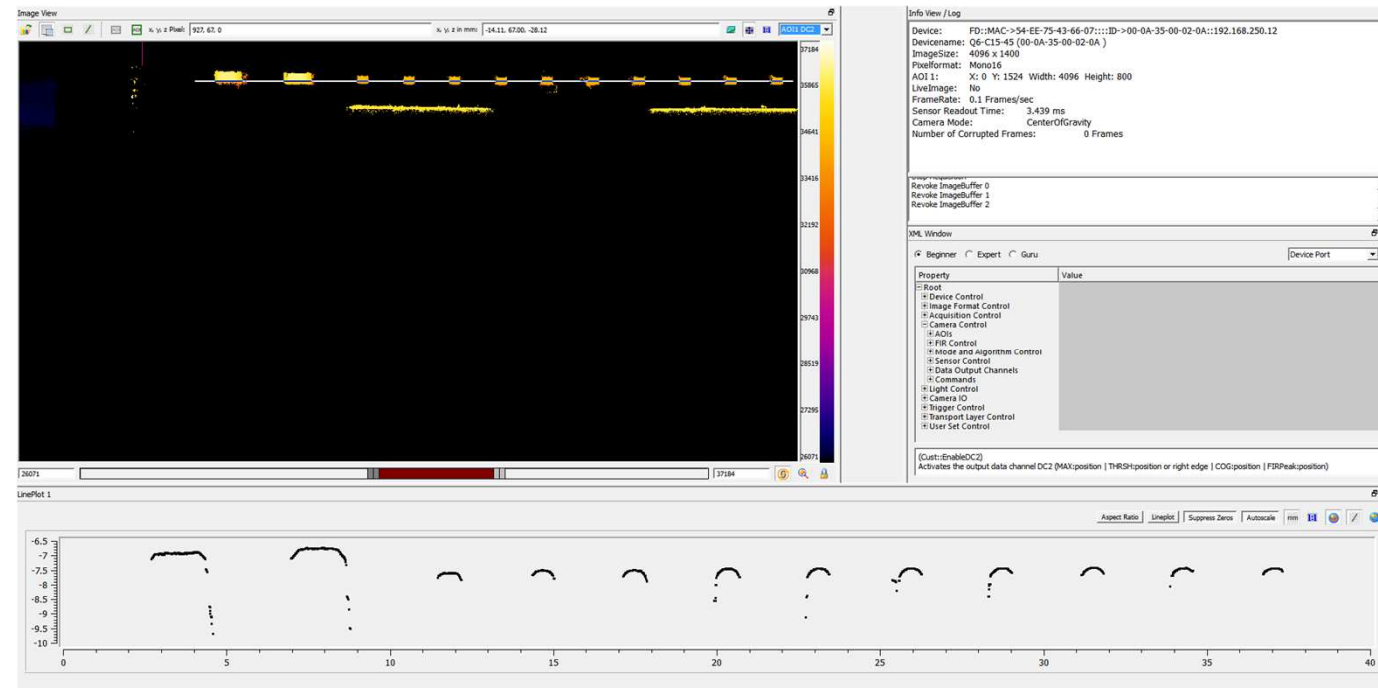 Image View
x, y, z Pixel: 927, 67, 0
x, y, z in mm: -14.11, 67.00, -28.12
AOI1 DC2
37184
35865
34641
33416
32192
30968
29743
28519
27295
26071
26071
37184
Info View / Log
Device: FD::MAC->54-EE-75-43-66-07::::ID->00-0A-35-00-02-0A::192.168.250.12
Devicename: Q6-C15-45 (00-0A-35-00-02-0A )
ImageSize: 4096 x 1400
Pixelformat: Mono16
AOI 1: X: 0 Y: 1524 Width: 4096 Height: 800
LiveImage: No
FrameRate: 0.1 Frames/sec
Sensor Readout Time: 3.439 ms
Camera Mode: CenterOfGravity
Number of Corrupted Frames: 0 Frames
Revoke ImageBuffer 0
Revoke ImageBuffer 1
Revoke ImageBuffer 2
XML Window
Beginner Expert Guru
Device Port
Property Value
Root
Device Control
Image Format Control
Acquisition Control
Camera Control
AOIs
FIR Control
Mode and Algorithm Control
Sensor Control
Data Output Channels
Commands
Light Control
Camera IO
Trigger Control
Transport Layer Control
User Set Control
(Cust::EnableDC2)
Activates the output data channel DC2 (MAX:position | THRSH:position or right edge | COG:position | FIRPeak:position)
LinePlot 1
Aspect Ratio Lineplot Suppress Zeros Autoscale mm
-6.5
-7
-7.5
-8
-8.5
-9
-9.5
-10
0 5 10 15 20 25 30 35 40